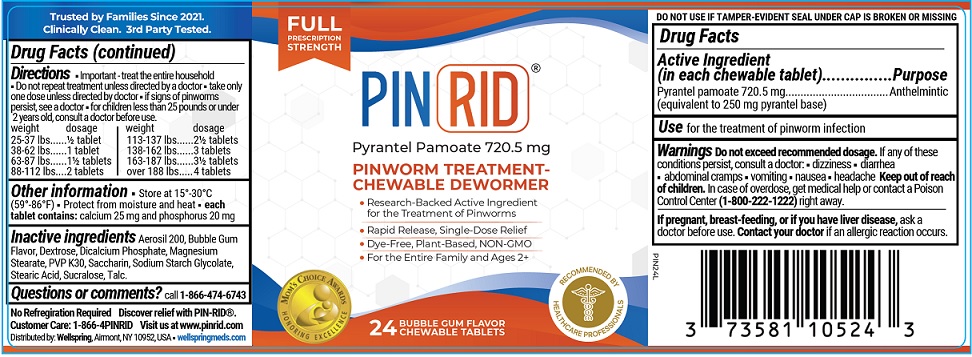 Trusted by Families Since 2021.
Clinically Clean. 3rd Party Tested.
Drug Facts (continued)
Directions ▪ Important - treat the entire household
▪ Do not repeat treatment unless directed by a doctor ▪ take only
one dose unless directed by doctor ▪ if signs of pinworms
persist, see a doctor ▪ for children less than 25 pounds or under
2 years old, consult a doctor before use.
weight dosage weight dosage
25-37 lbs.....½ tablet 113-137 lbs.....2½ tablets
38-62 lbs.....1 tablet 138-162 lbs.....3 tablets
63-87 lbs.....1½ tablets 163-187 lbs.....3½ tablets
88-112 lbs....2 tablets over 188 lbs.....4 tablets
Other information ▪ Store at 15°-30°C
(59°-86°F) ▪ Protect from moisture and heat ▪ each
tablet contains: calcium 25 mg and phosphorus 20 mg
Inactive ingredients Aerosil 200, Bubble Gum
Flavor, Dextrose, Dicalcium Phosphate, Magnesium
Stearate, PVP K30, Saccharin, Sodium Starch Glycolate,
Stearic Acid, Sucralose, Talc.
Questions or comments? call 1-866-474-6743
No Refregiration Required Discover relief with PIN-RID®.
Customer Care: 1-866-4PINRID Visit us at www.pinrid.com
Distributed by: Wellspring, Airmont, NY 10952, USA • wellspringmeds.com
FULL
PRESCRIPTION
STRENGTH
PIN RID®
Pyrantel Pamoate 720.5 mg
PINWORM TREATMENT-
CHEWABLE DEWORMER
• Research-Backed Active Ingredient
for the Treatment of Pinworms
• Rapid Release, Single-Dose Relief
• Dye-Free, Plant-Based, NON-GMO
• For the Entire Family and Ages 2+
MOM'S CHOICE AWARDS
HONORING EXCELLENCE
RECOMMENDED BY
HEALTHCARE PROFESSIONALS
24 BUBBLE GUM FLAVOR
CHEWABLE TABLETS
DO NOT USE IF TAMPER-EVIDENT SEAL UNDER CAP IS BROKEN OR MISSING
Drug Facts
Active Ingredient
(in each chewable tablet)...............Purpose
Pyrantel pamoate 720.5 mg..................................Anthelmintic
(equivalent to 250 mg pyrantel base)
Use for the treatment of pinworm infection
Warnings Do not exceed recommended dosage. If any of these
conditions persist, consult a doctor: ▪ dizziness ▪ diarrhea
▪ abdominal cramps ▪ vomiting ▪ nausea ▪ headache Keep out of reach
of children. In case of overdose, get medical help or contact a Poison
Control Center (1-800-222-1222) right away.
If pregnant, breast-feeding, or if you have liver disease, ask a
doctor before use. Contact your doctor if an allergic reaction occurs.
PIN24L
3 73581 10524 3